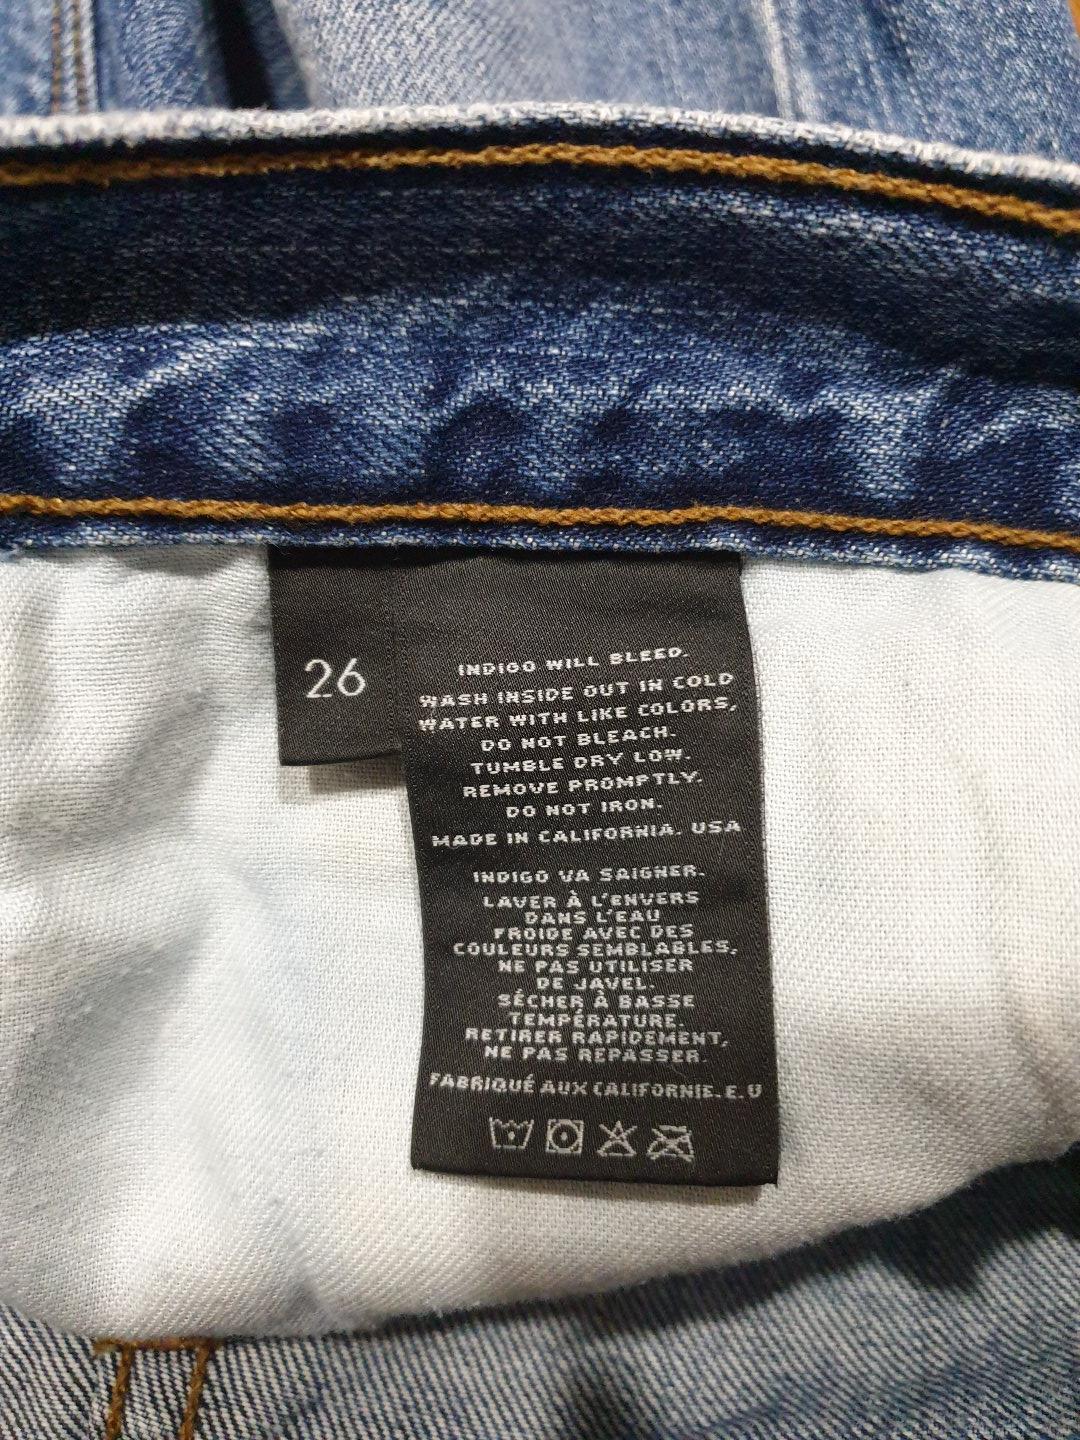 26
INDIGO WILL BLEED.
WASH INSIDE OUT IN COLD
WATER WITH LIKE COLORS,
DO NOT BLEACH.
TUMBLE DRY LOW.
REMOVE PROMPTLY.
DO NOT IRON.
MADE IN CALIFORNIA. USA
INDIGO VA SAIGNER.
LAVER À L'ENVERS
DANS L'EAU
FROIDE AVEC DES
COULEURS SEMBLABLES,
NE PAS UTILISER
DE JAVEL.
SÉCHER À BASSE
TEMPÉRATURE.
RETIRER RAPIDEMENT,
NE PAS REPASSER.
FABRIQUÉ AUX CALIFORNIE. E. U